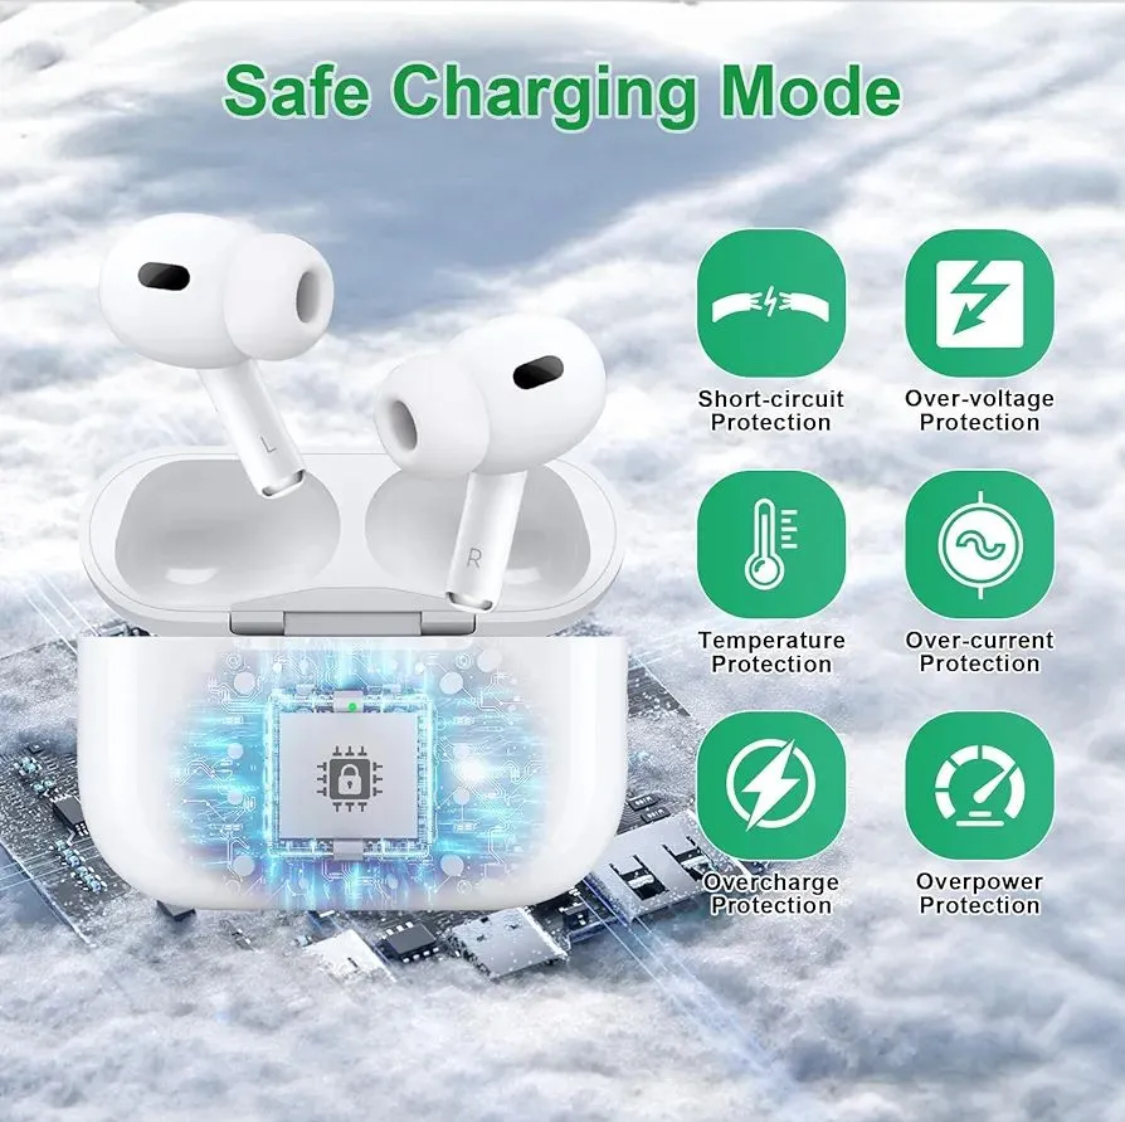 Safe Charging Mode
L
R
Short-circuit
Protection
Over-voltage
Protection
Temperature
Protection
Over-current
Protection
Overcharge
Protection
Overpower
Protection